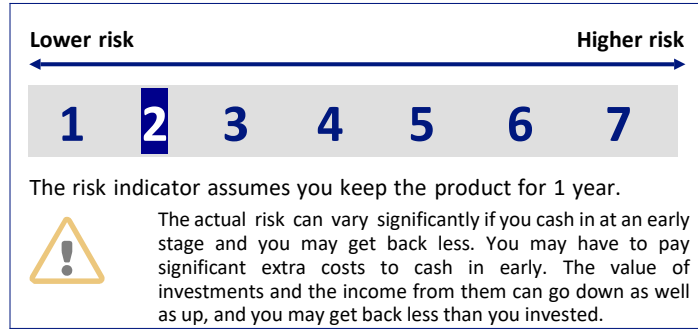 Lower risk Higher risk
1 2 3 4 5 6 7
The risk indicator assumes you keep the product for 1 year.
The actual risk can vary significantly if you cash in at an early
stage and you may get back less. You may have to pay
significant extra costs to cash in early. The value of
investments and the income from them can go down as well
as up, and you may get back less than you invested.